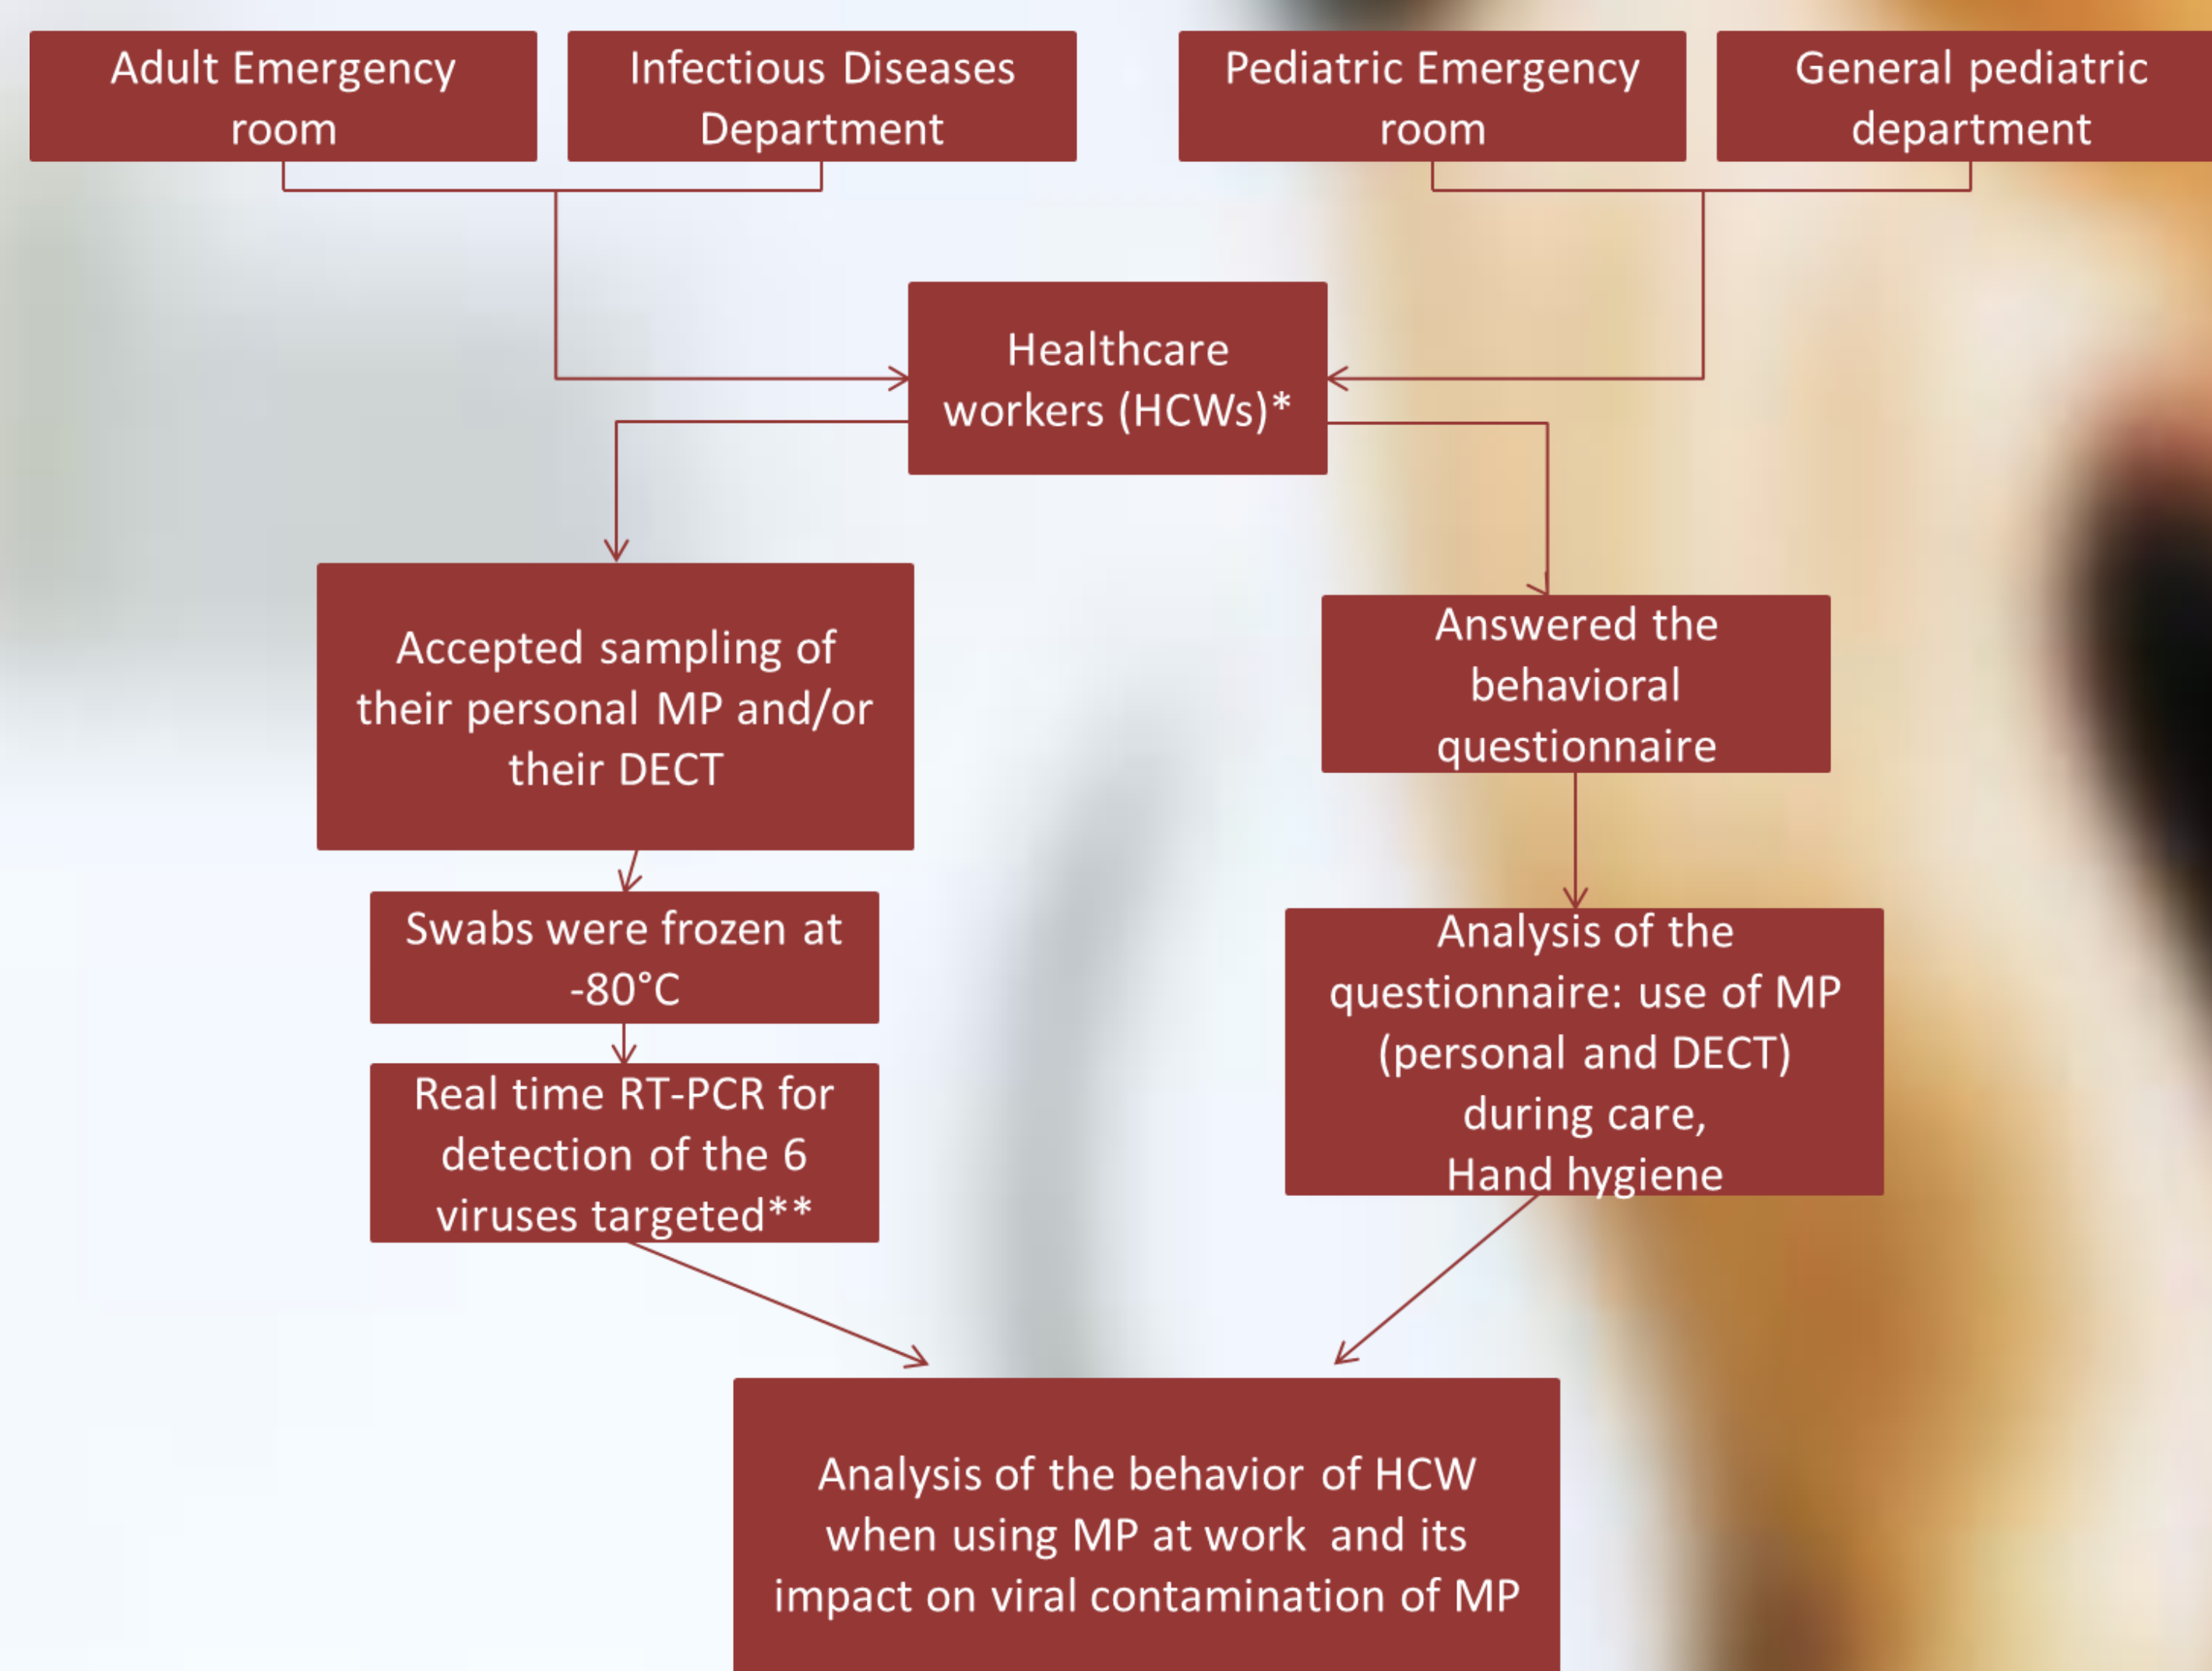 Adult Emergency
room
Infectious Diseases
Department
Pediatric Emergency
room
General pediatric
department
Healthcare
workers (HCWs)*
Accepted sampling of
their personal MP and/or
their DECT
Swabs were frozen at
-80°C
Real time RT-PCR for
detection of the 6
viruses targeted**
Answered the
behavioral
questionnaire
Analysis of the
questionnaire: use of MP
(personal and DECT)
during care,
Hand hygiene
Analysis of the behavior of HCW
when using MP at work and its
impact on viral contamination of MP